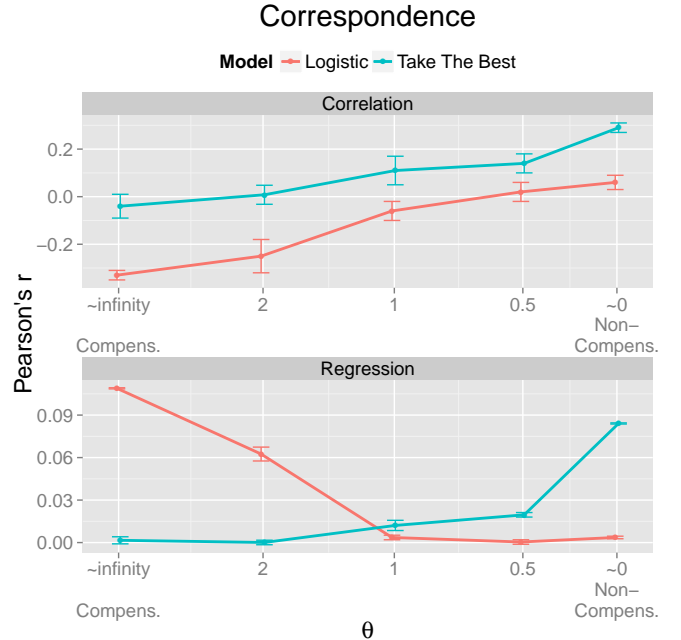 Correspondence
Model Logistic Take The Best
Correlation
0.2
0.0
−0.2
~infinity 2 1 0.5 ~0
Non−
Compens. Compens.
Regression
0.09
0.06
0.03
0.00
~infinity 2 1 0.5 ~0
Non−
Compens. Compens.
θ
Pearson's r